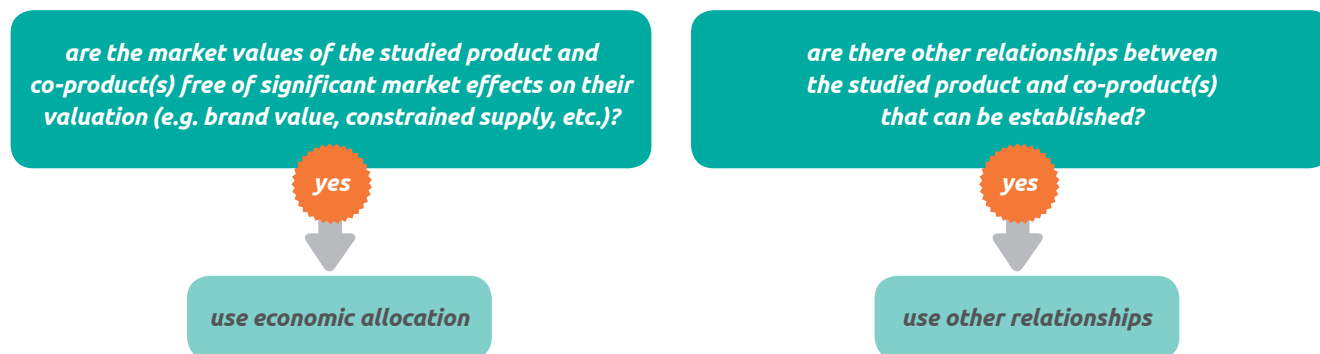 are the market values of the studied product and
co-product(s) free of significant market effects on their
valuation (e.g. brand value, constrained supply, etc.)?
yes
use economic allocation
are there other relationships between
the studied product and co-product(s)
that can be established?
yes
use other relationships